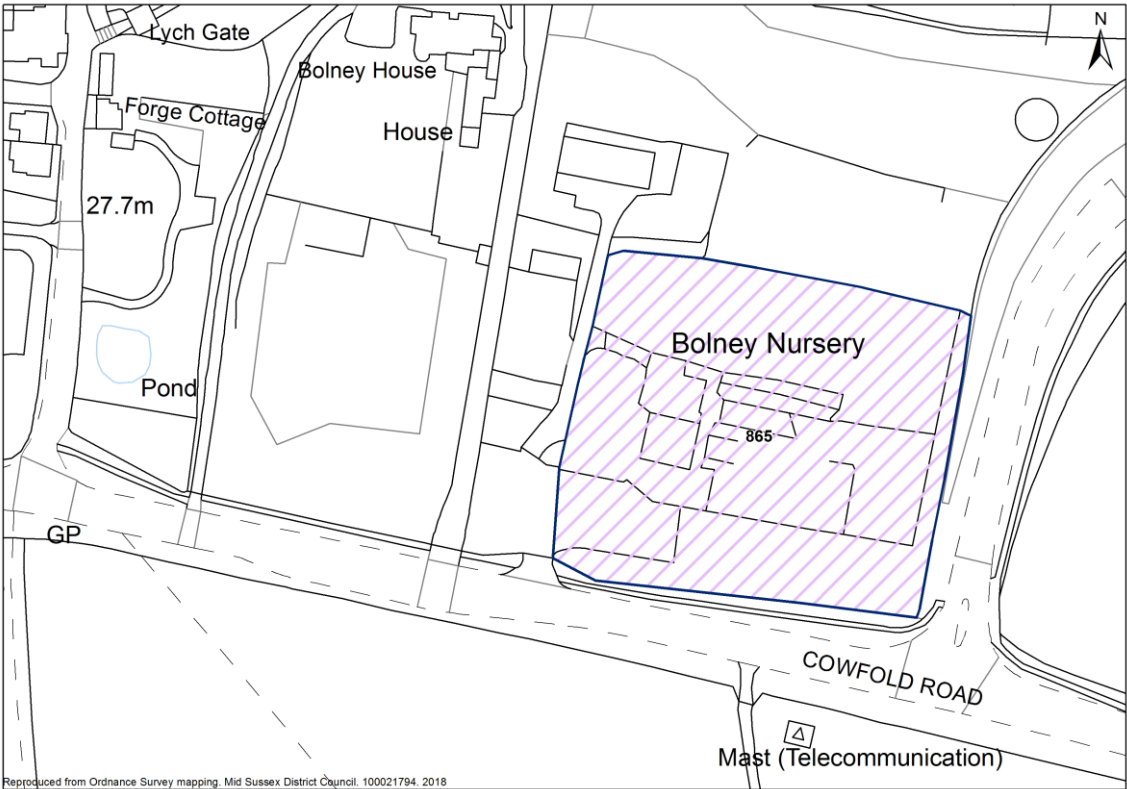 N
Lych Gate
Bolney House
House
Forge Cottage
27.7m
Bolney Nursery
Pond
865
GP
COWFOLD ROAD
Mast (Telecommunication)
Reproduced from Ordnance Survey mapping. Mid Sussex District Council. 100021794. 2018